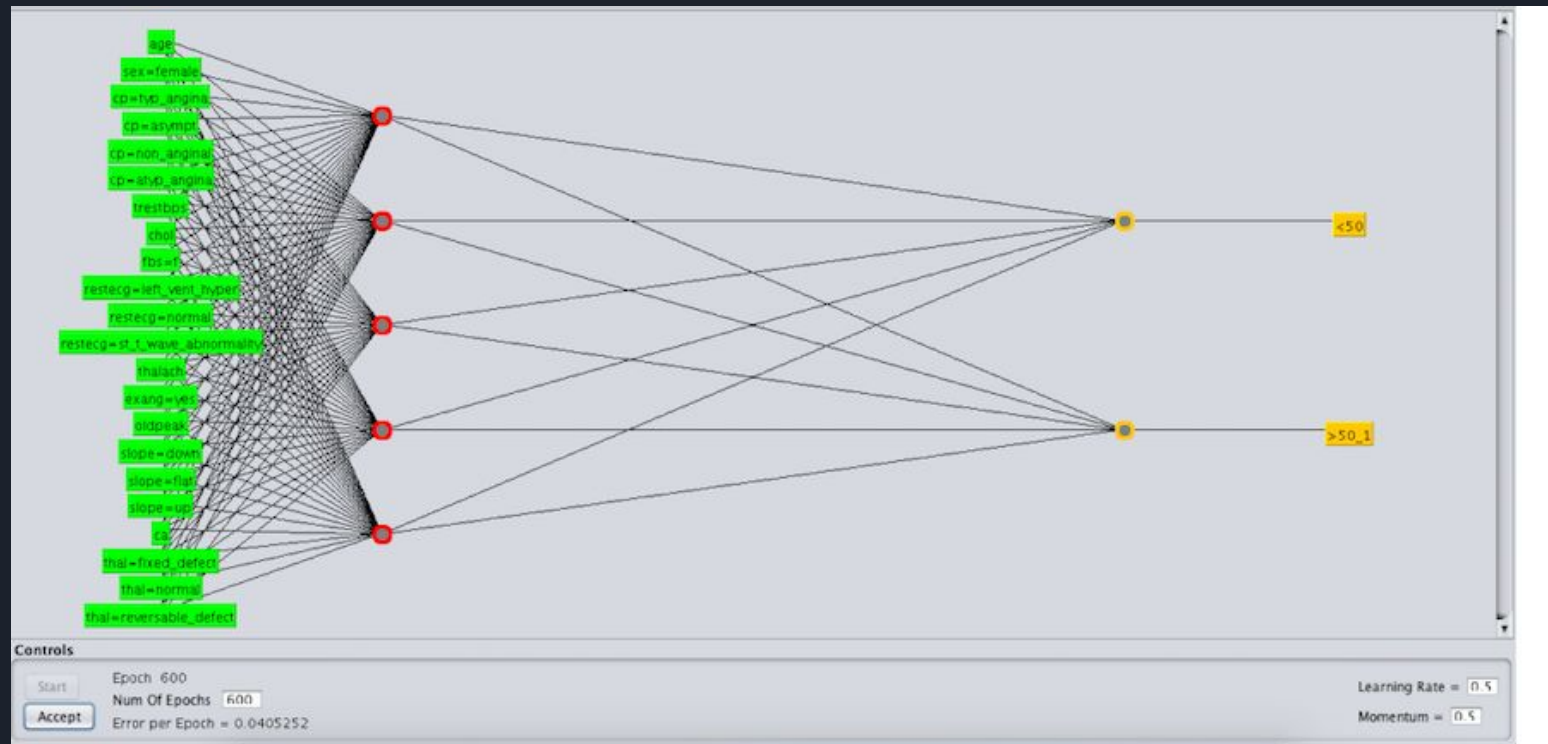 age
sex=female
cp=typ_angina
cp=asympt
cp=non_anginal
cp=atyp_angina
trestbps
chol
fbs=f
restecg=left_vent_hyper
restecg=normal
restecg=st_t_wave_abnormality
thalach
exang=yes
oldpeak
slope=down
slope=flat
slope=up
ca
thal=fixed_defect
thal=normal
thal=reversable_defect
<50
>50_1
Controls
Start
Accept
Epoch 600
Num Of Epochs 600
Error per Epoch = 0.0405252
Learning Rate = 0.5
Momentum = 0.5